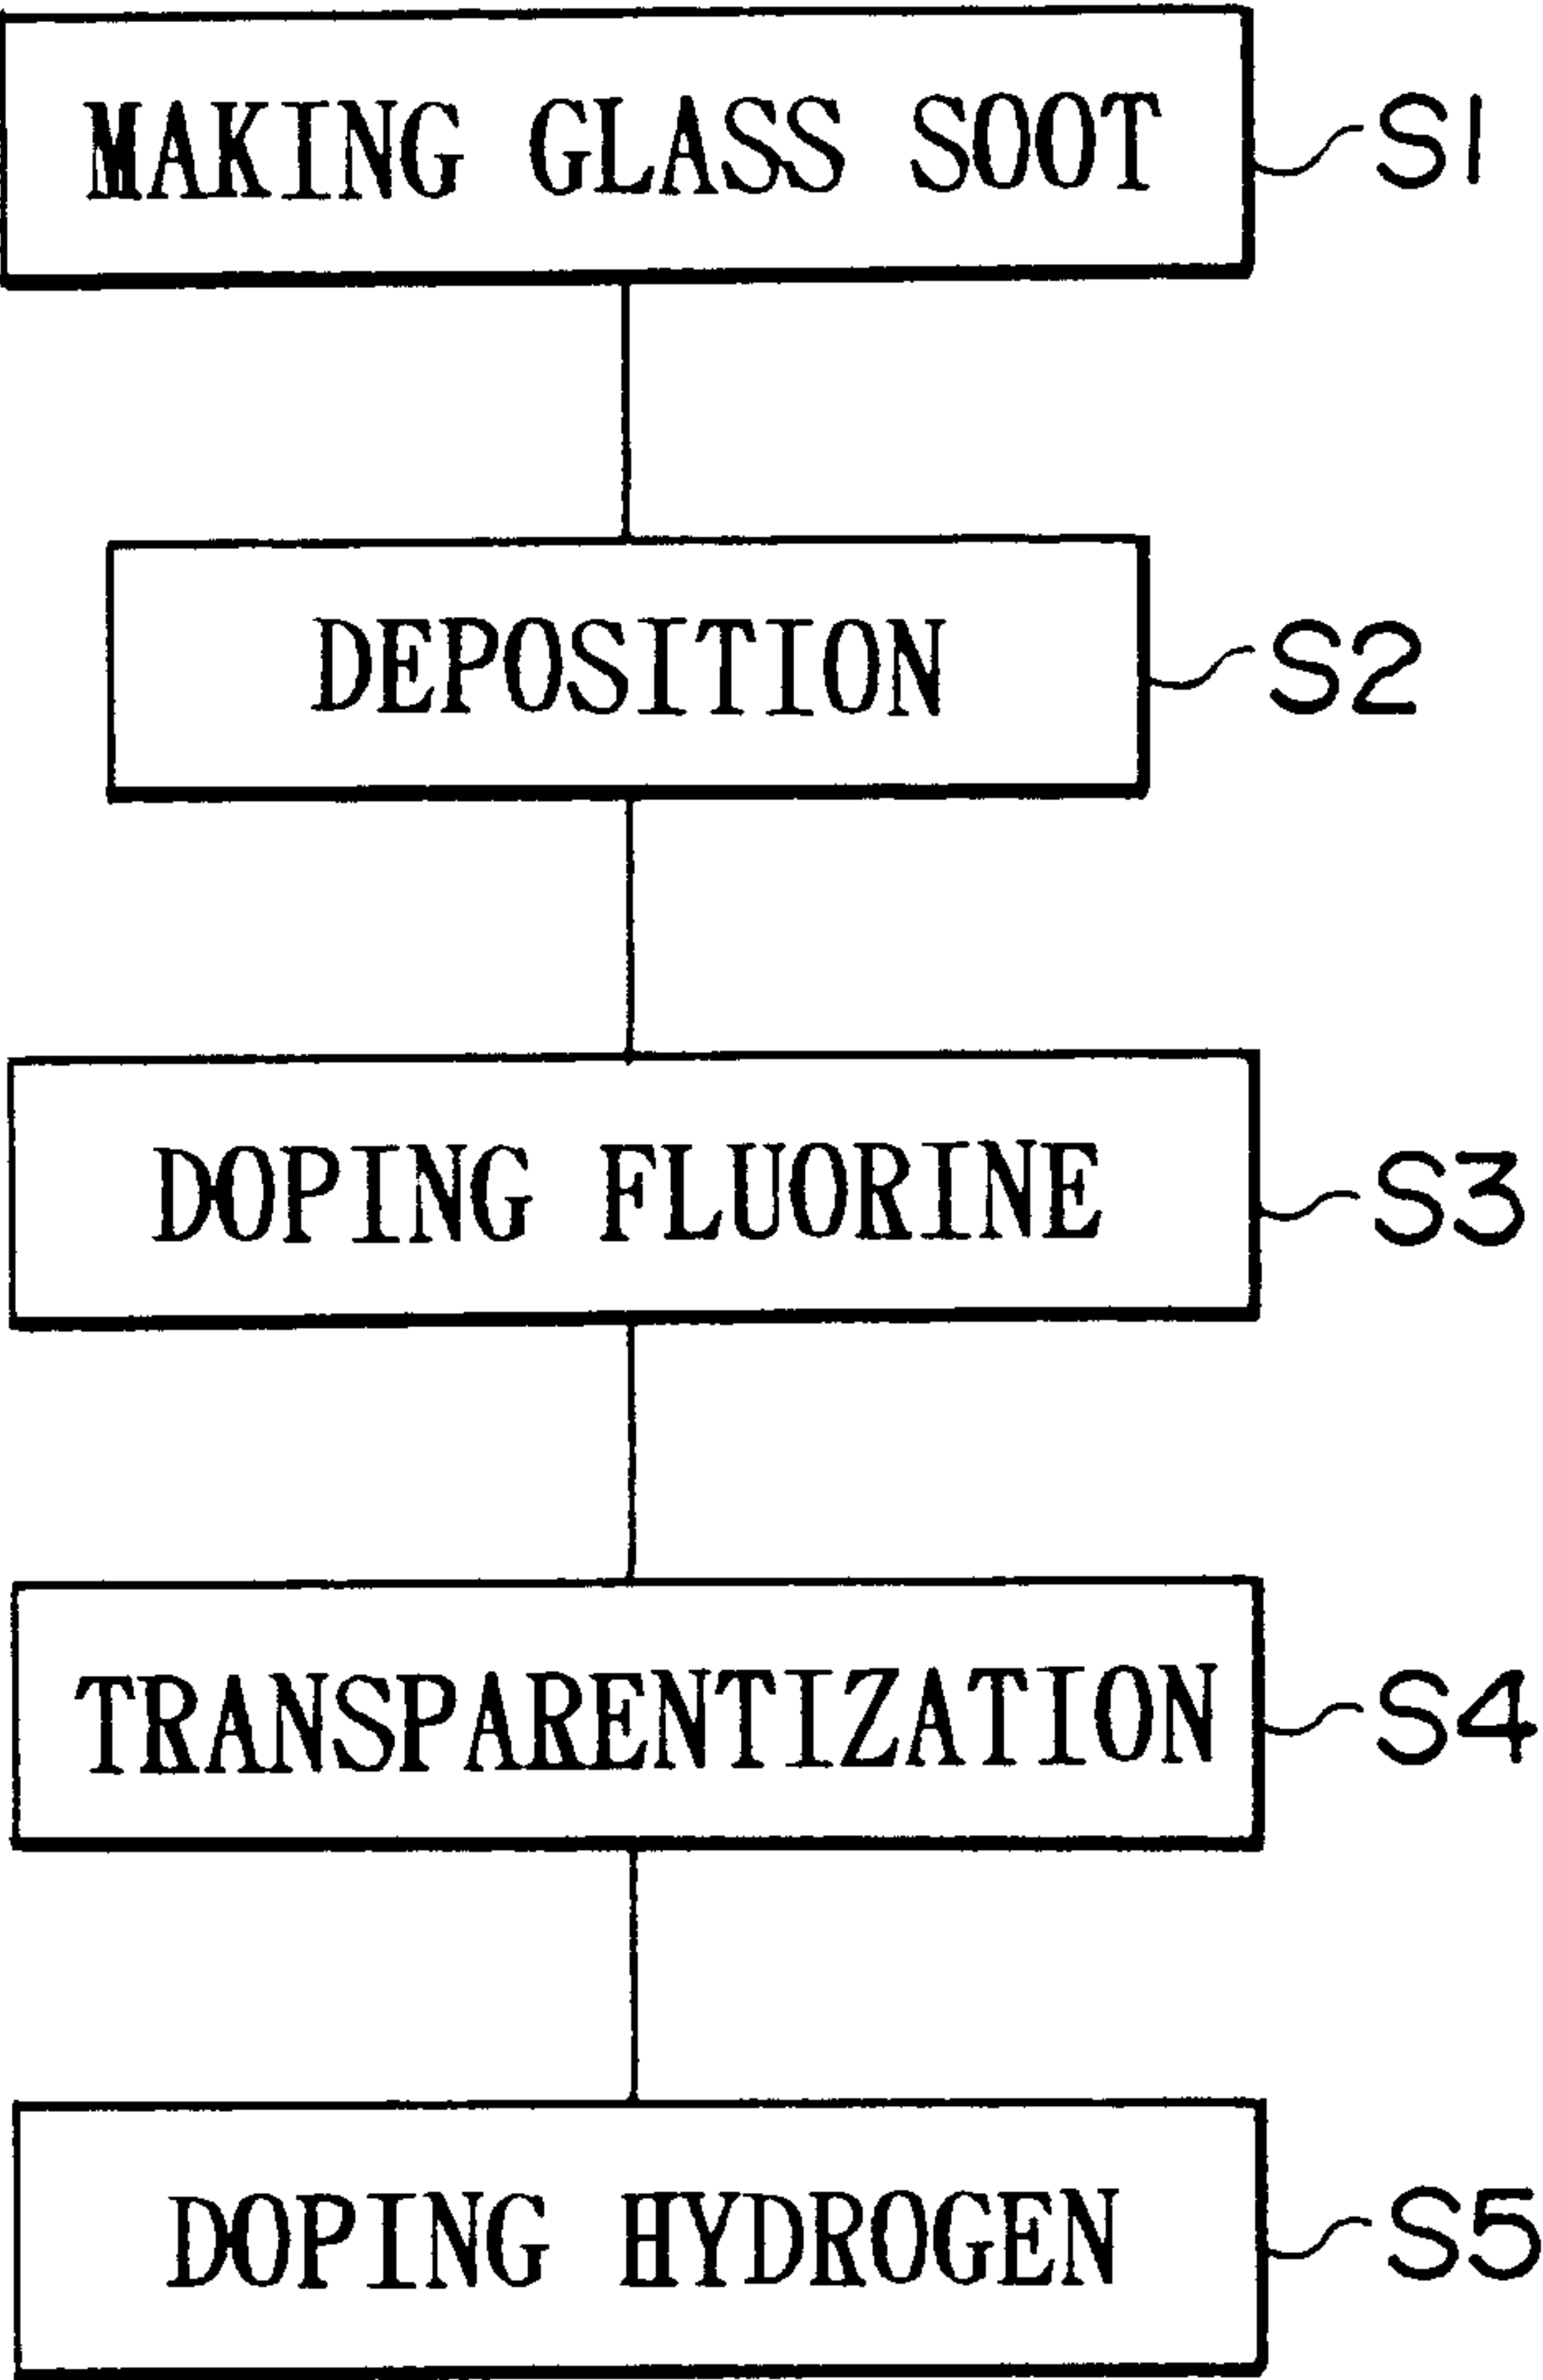 MAKING GLASS SOOT S1
DEPOSITION S2
DOPING FLUORINE S3
TRANSPARENTIZATION S4
DOPING HYDROGEN S5